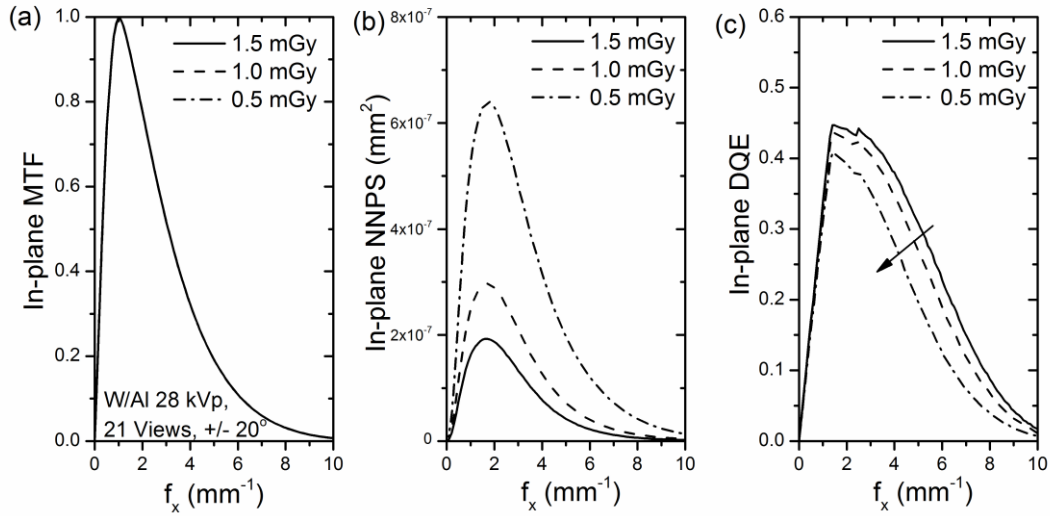 (a)
1.5 mGy
1.0 mGy
0.5 mGy
In-plane MTF
1.0
0.8
0.6
0.4
0.2
0.0
W/Al 28 kVp,
21 Views, +/- 20°
0 2 4 6 8 10
fₓ (mm⁻¹)
(b)
1.5 mGy
1.0 mGy
0.5 mGy
In-plane NNPS (mm²)
8x10⁻⁷
6x10⁻⁷
4x10⁻⁷
2x10⁻⁷
0
0 2 4 6 8 10
fₓ (mm⁻¹)
(c)
1.5 mGy
1.0 mGy
0.5 mGy
In-plane DQE
0.6
0.5
0.4
0.3
0.2
0.1
0.0
0 2 4 6 8 10
fₓ (mm⁻¹)